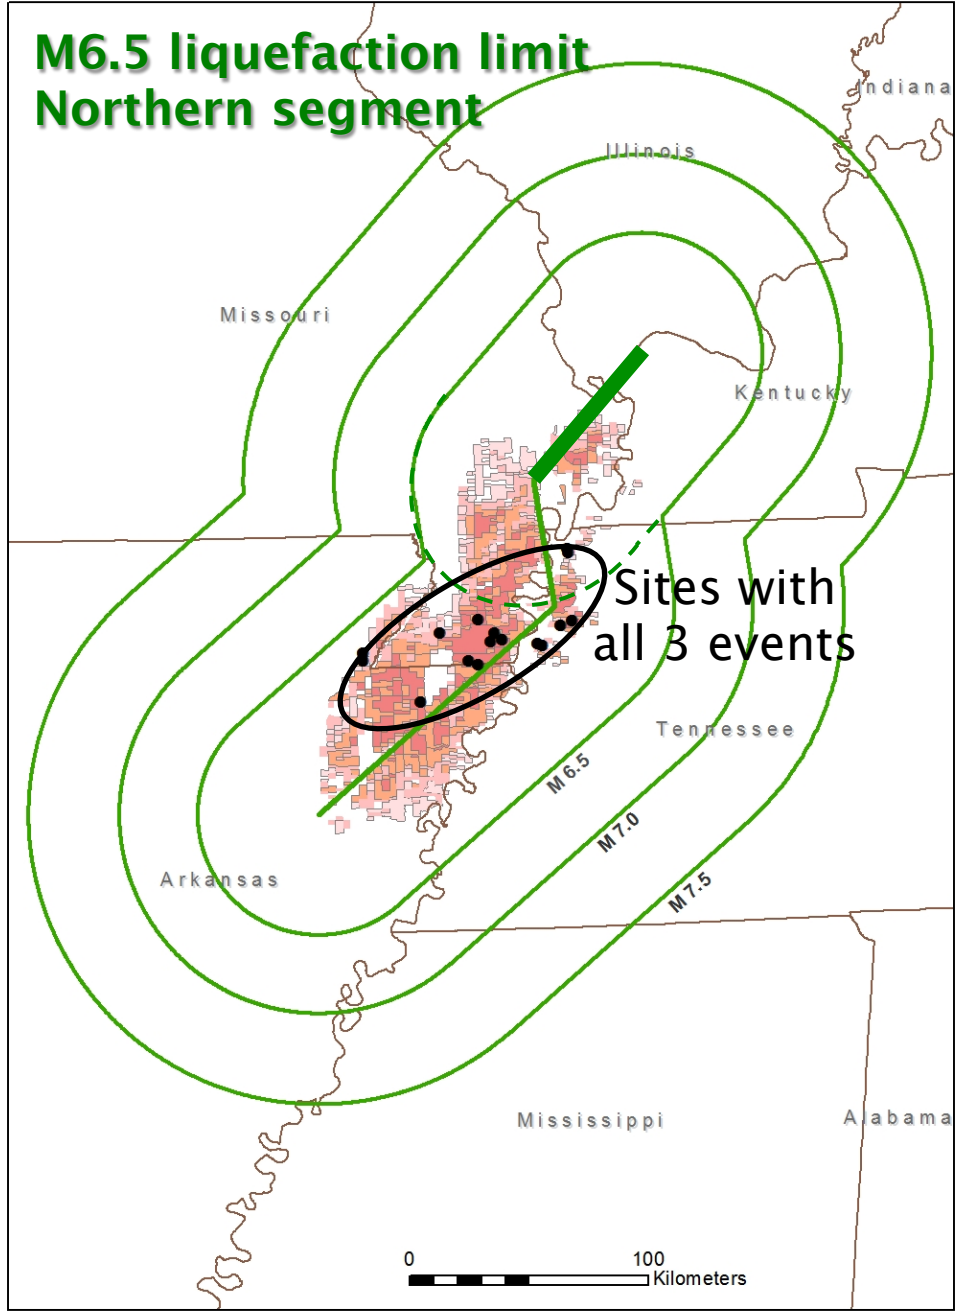 M6.5 liquefaction limit
Northern segment
Indiana
Illinois
Missouri
Kentucky
Sites with
all 3 events
Tennessee
M 6.5
M 7.0
M 7.5
Arkansas
Mississippi
Alabama
0 100
Kilometers